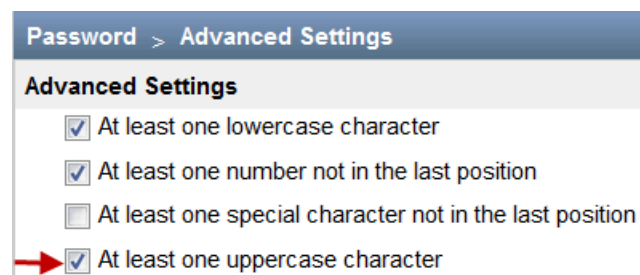 Password > Advanced Settings
Advanced Settings
At least one lowercase character
At least one number not in the last position
At least one special character not in the last position
At least one uppercase character